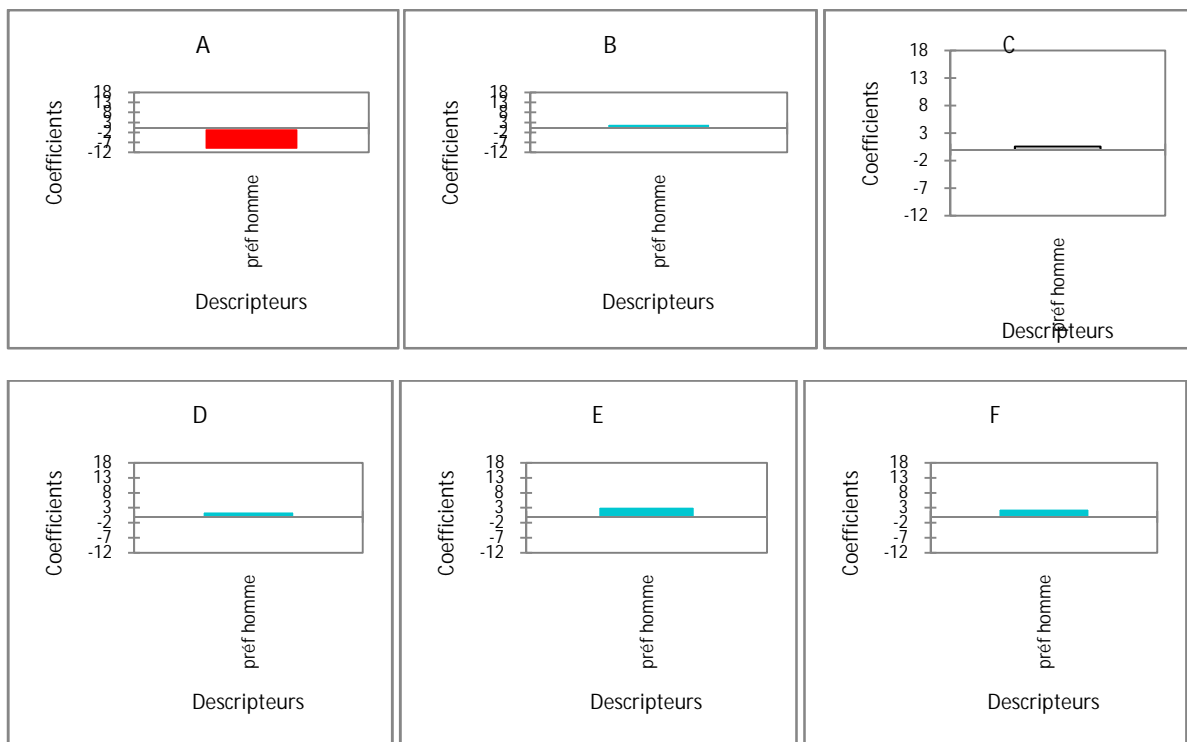 A
Coefficients
18
13
8
3
-2
-7
-12
préf homme
Descripteurs
B
Coefficients
18
13
8
3
-2
-7
-12
préf homme
Descripteurs
C
Coefficients
18
13
8
3
-2
-7
-12
préf homme
Descripteurs
D
Coefficients
18
13
8
3
-2
-7
-12
préf homme
Descripteurs
E
Coefficients
18
13
8
3
-2
-7
-12
préf homme
Descripteurs
F
Coefficients
18
13
8
3
-2
-7
-12
préf homme
Descripteurs